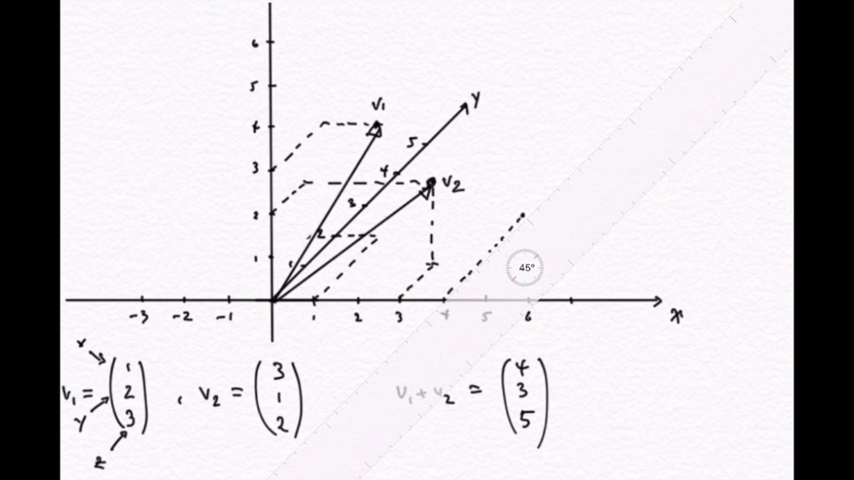 6
5
4
V1
Y
5
3
4
V2
3
2
2
1
1
45°
-3 -2 -1 1 2 3 4 5 6 X
x
V1 = (1 2 3) , V2 = (3 1 2) V1 + V2 = (4 3 5)
Y
z